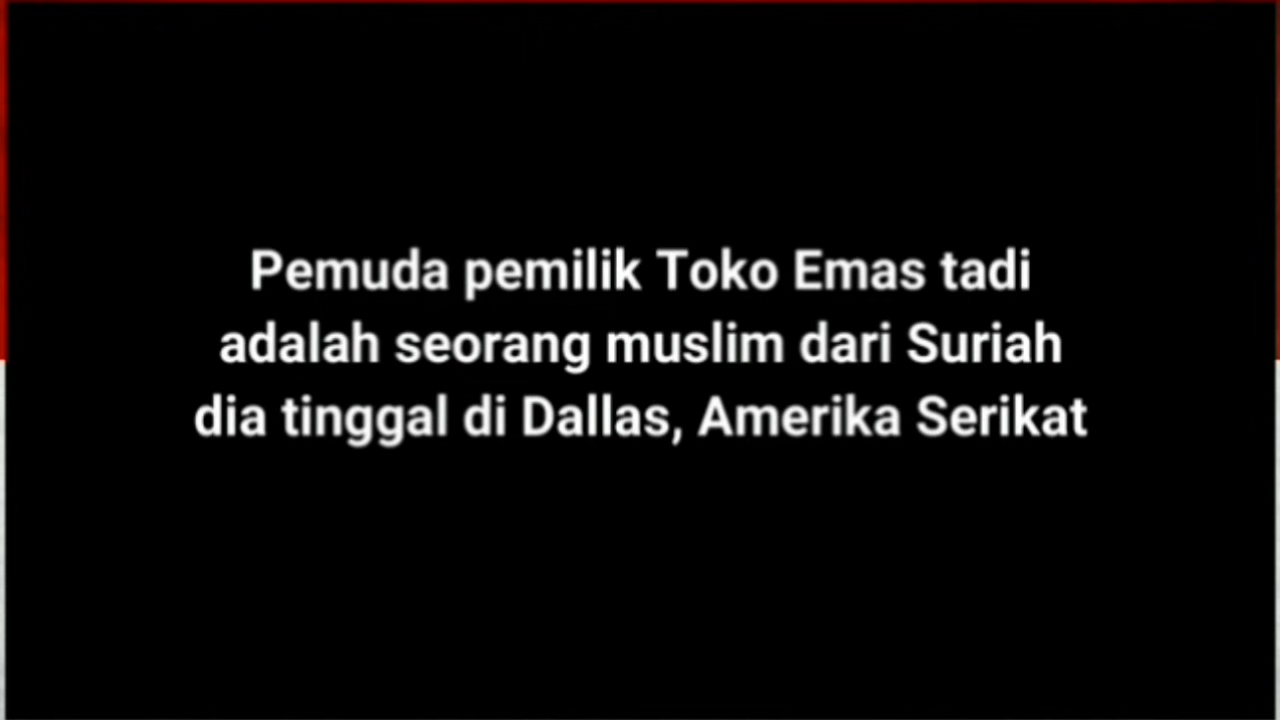 Pemuda pemilik Toko Emas tadi
adalah seorang muslim dari Suriah
dia tinggal di Dallas, Amerika Serikat